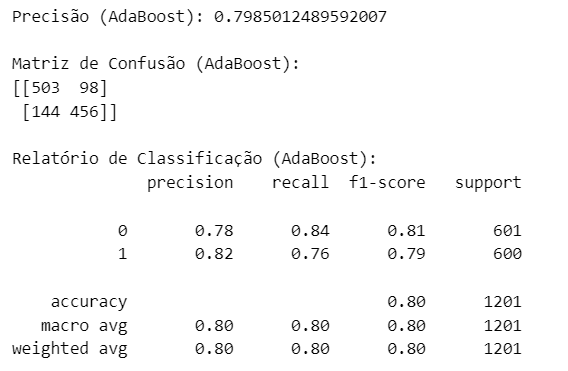 Precisão (AdaBoost): 0.7985012489592007
Matriz de Confusão (AdaBoost):
[[503  98]
 [144 456]]
Relatório de Classificação (AdaBoost):
              precision    recall  f1-score   support
           0       0.78      0.84      0.81       601
           1       0.82      0.76      0.79       600
    accuracy                           0.80      1201
   macro avg       0.80      0.80      0.80      1201
weighted avg       0.80      0.80      0.80      1201